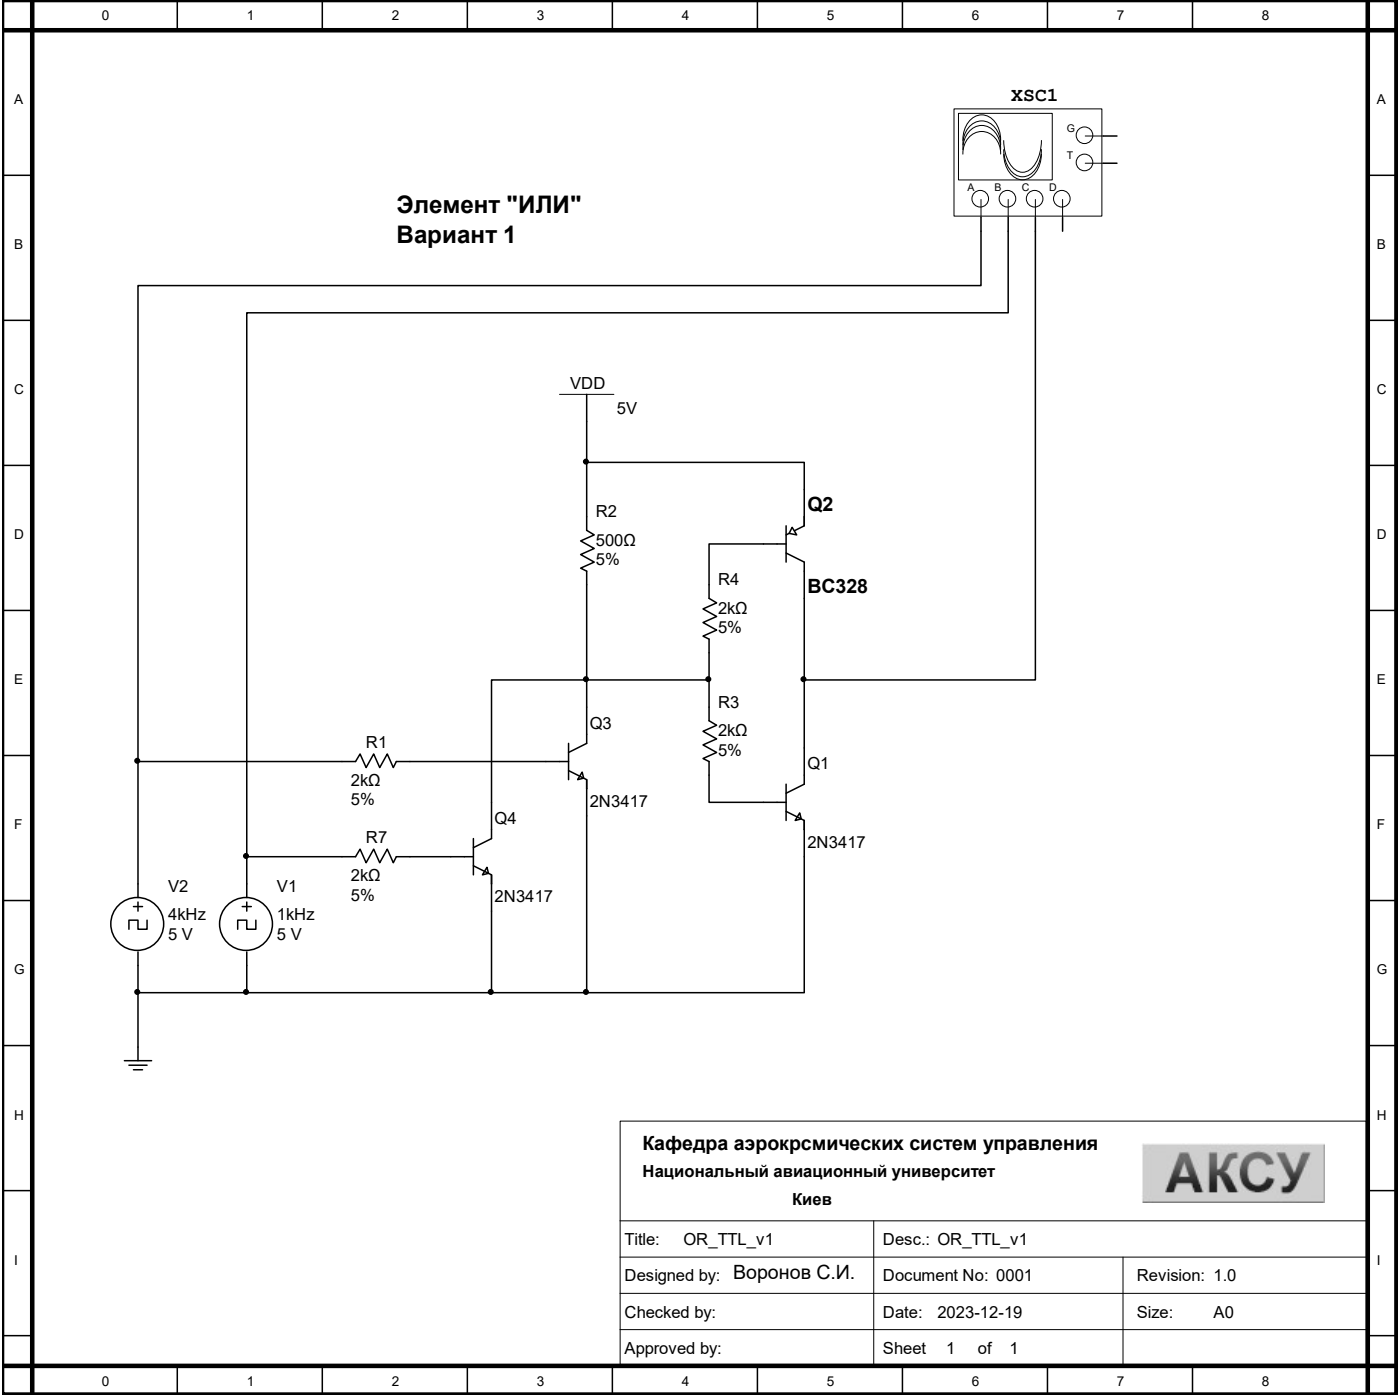 0 1 2 3 4 5 6 7 8
A A
XSC1
G
T
A B C D
Элемент "ИЛИ"
Вариант 1
B B
VDD
5V
C C
Q2
R2
500Ω
5%
D D
R4
2kΩ
5%
BC328
E E
R3
2kΩ
5%
Q3
2N3417
R1
2kΩ
5%
Q1
2N3417
Q4
2N3417
F F
R7
2kΩ
5%
V2
4kHz
5 V
V1
1kHz
5 V
G G
H H
Кафедра аэрокрсмических систем управления
Национальный авиационный университет
Киев
АКСУ
Title: OR_TTL_v1 Desc.: OR_TTL_v1
I I
Designed by: Воронов С.И. Document No: 0001 Revision: 1.0
Checked by: Date: 2023-12-19 Size: A0
Approved by: Sheet 1 of 1
0 1 2 3 4 5 6 7 8